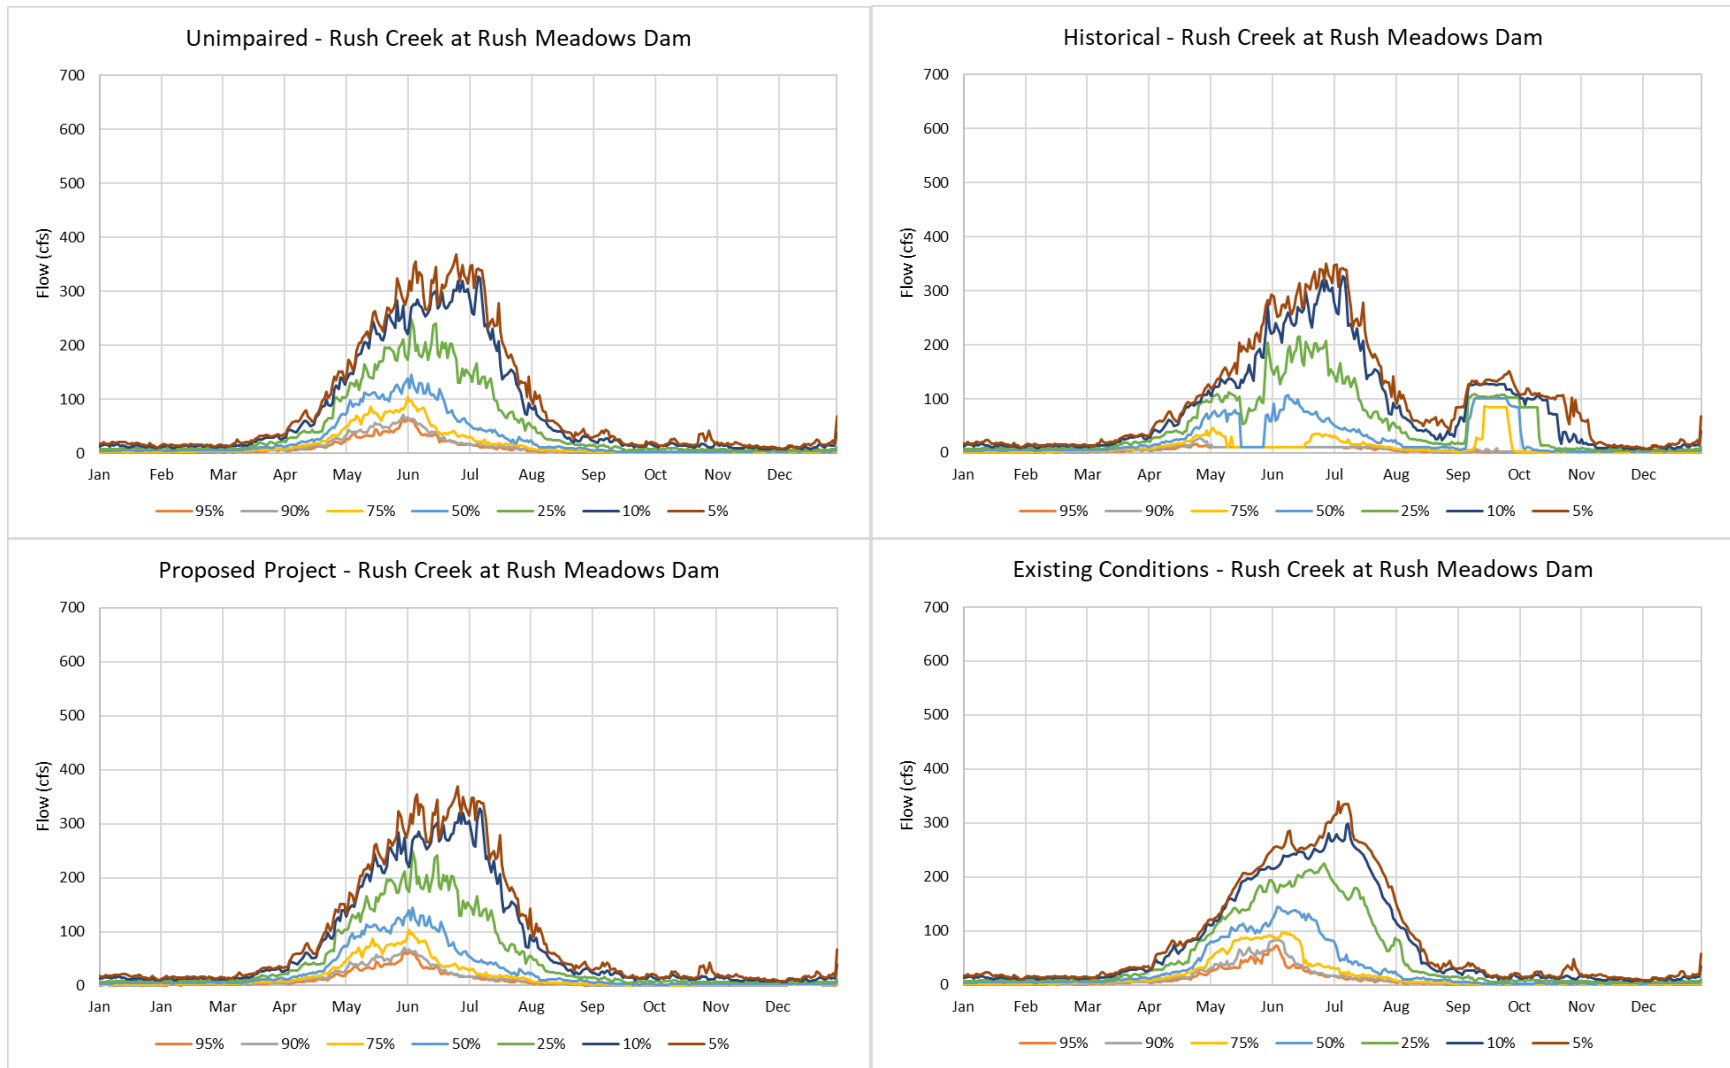 Unimpaired - Rush Creek at Rush Meadows Dam
700
600
500
400
300
200
100
0
Flow (cfs)
Jan Feb Mar Apr May Jun Jul Aug Sep Oct Nov Dec
95% 90% 75% 50% 25% 10% 5%
Historical - Rush Creek at Rush Meadows Dam
700
600
500
400
300
200
100
0
Flow (cfs)
Jan Feb Mar Apr May Jun Jul Aug Sep Oct Nov Dec
95% 90% 75% 50% 25% 10% 5%
Proposed Project - Rush Creek at Rush Meadows Dam
700
600
500
400
300
200
100
0
Flow (cfs)
Jan Feb Mar Apr May Jun Jul Aug Sep Oct Nov Dec
95% 90% 75% 50% 25% 10% 5%
Existing Conditions - Rush Creek at Rush Meadows Dam
700
600
500
400
300
200
100
0
Flow (cfs)
Jan Feb Mar Apr May Jun Jul Aug Sep Oct Nov Dec
95% 90% 75% 50% 25% 10% 5%